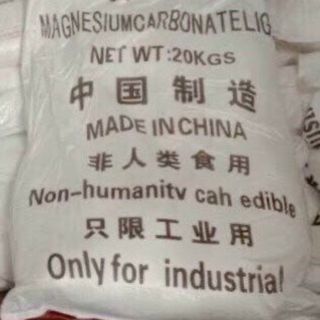 MAGNESIUMCARBONATELIG
NET WT:20KGS
中国制造
MADE IN CHINA
非人类食用
Non-humanity cah edible
只限工业用
Only for industrial